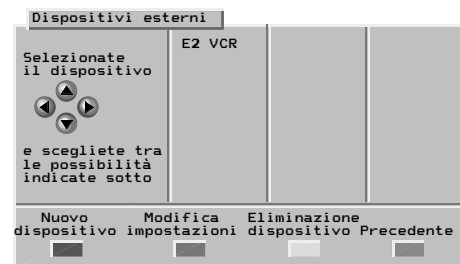 Dispositivi esterni
Selezionate
il dispositivo
e scegliete tra
le possibilità
indicate sotto
E2 VCR
Nuovo dispositivo
Modifica impostazioni
Eliminazione dispositivo
Precedente